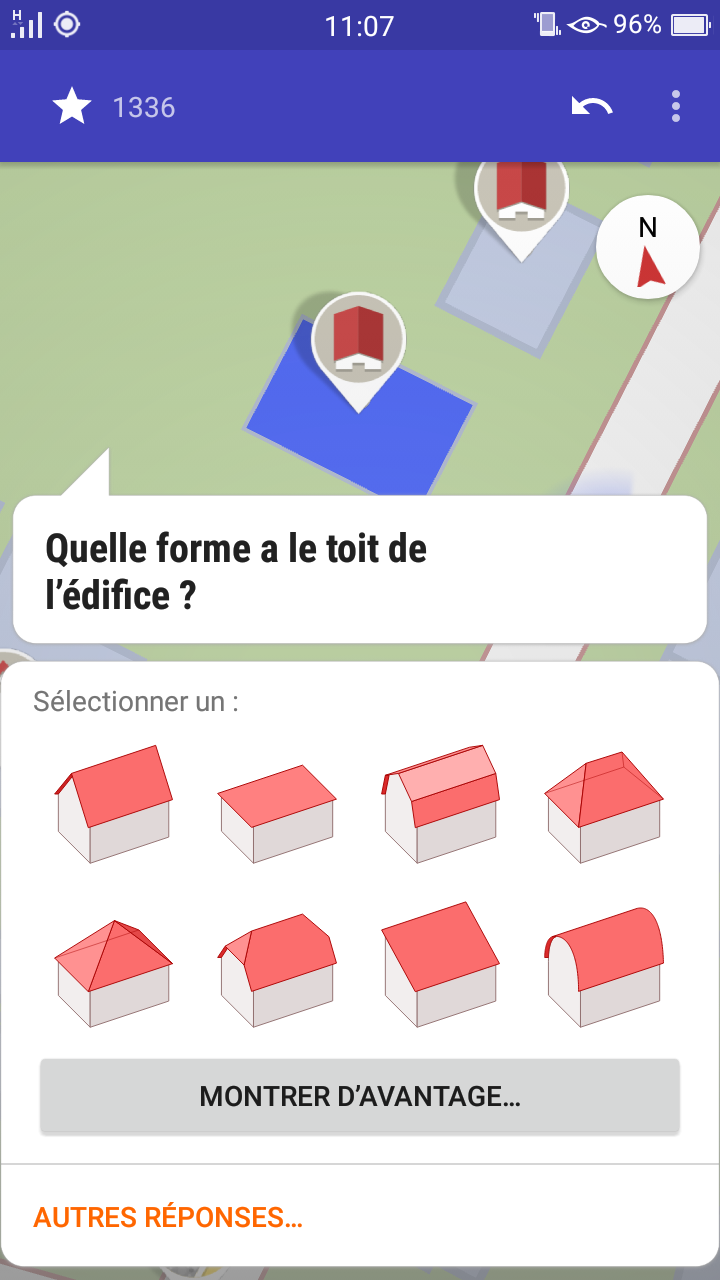 H
11:07
96%
1336
N
Quelle forme a le toit de
l'édifice ?
Sélectionner un :
MONTRER D'AVANTAGE…
AUTRES RÉPONSES…